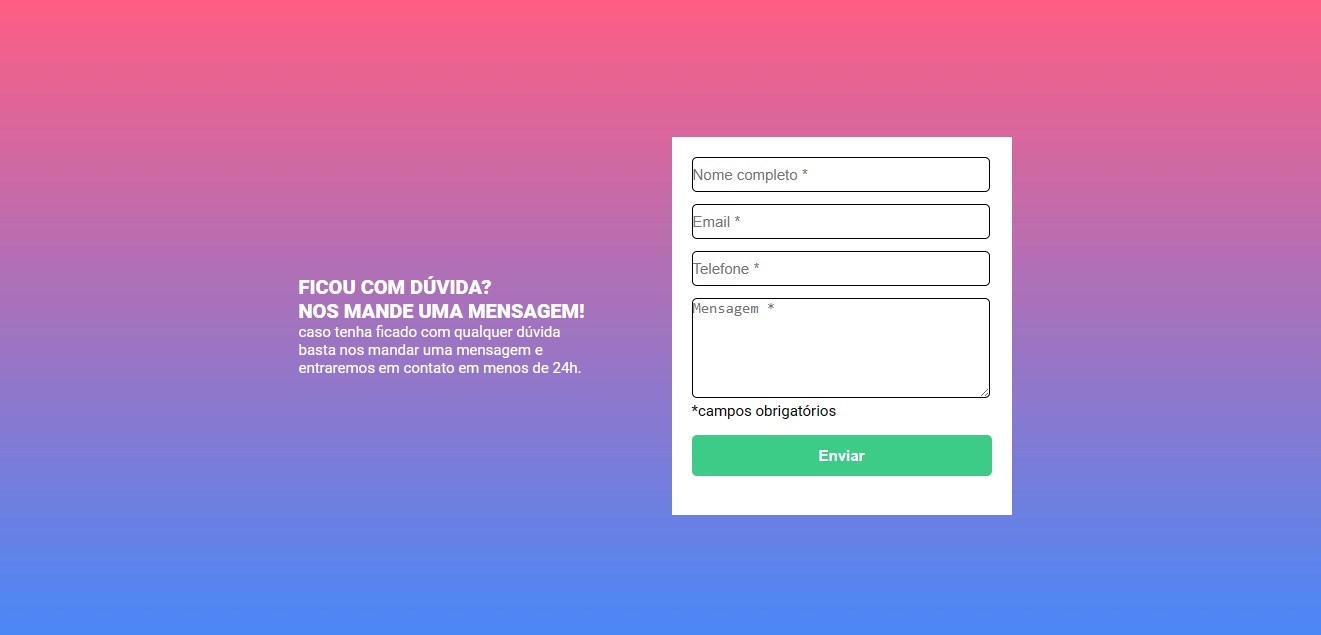 FICOU COM DÚVIDA?
NOS MANDE UMA MENSAGEM!
caso tenha ficado com qualquer dúvida
basta nos mandar uma mensagem e
entraremos em contato em menos de 24h.
Nome completo *
Email *
Telefone *
Mensagem *
*campos obrigatórios
Enviar